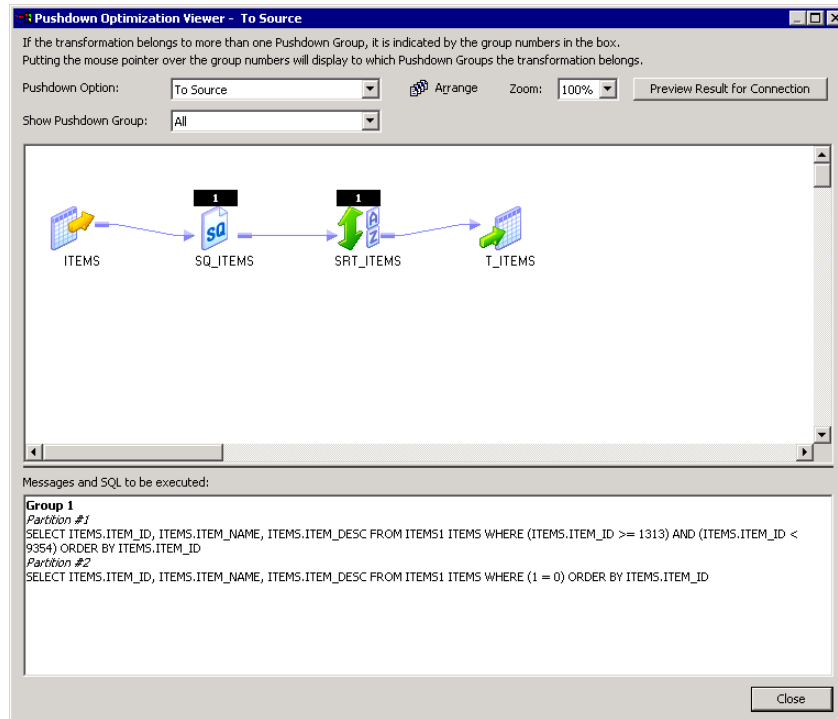 Pushdown Optimization Viewer - To Source
If the transformation belongs to more than one Pushdown Group, it is indicated by the group numbers in the box.
Putting the mouse pointer over the group numbers will display to which Pushdown Groups the transformation belongs.
Pushdown Option: To Source Arrange Zoom: 100% Preview Result for Connection
Show Pushdown Group: All
1 1
SQ A Z
ITEMS SQ_ITEMS SRT_ITEMS T_ITEMS
Messages and SQL to be executed:
Group 1
Partition #1
SELECT ITEMS.ITEM_ID, ITEMS.ITEM_NAME, ITEMS.ITEM_DESC FROM ITEMS1 ITEMS WHERE (ITEMS.ITEM_ID >= 1313) AND (ITEMS.ITEM_ID <
9354) ORDER BY ITEMS.ITEM_ID
Partition #2
SELECT ITEMS.ITEM_ID, ITEMS.ITEM_NAME, ITEMS.ITEM_DESC FROM ITEMS1 ITEMS WHERE (1 = 0) ORDER BY ITEMS.ITEM_ID
Close